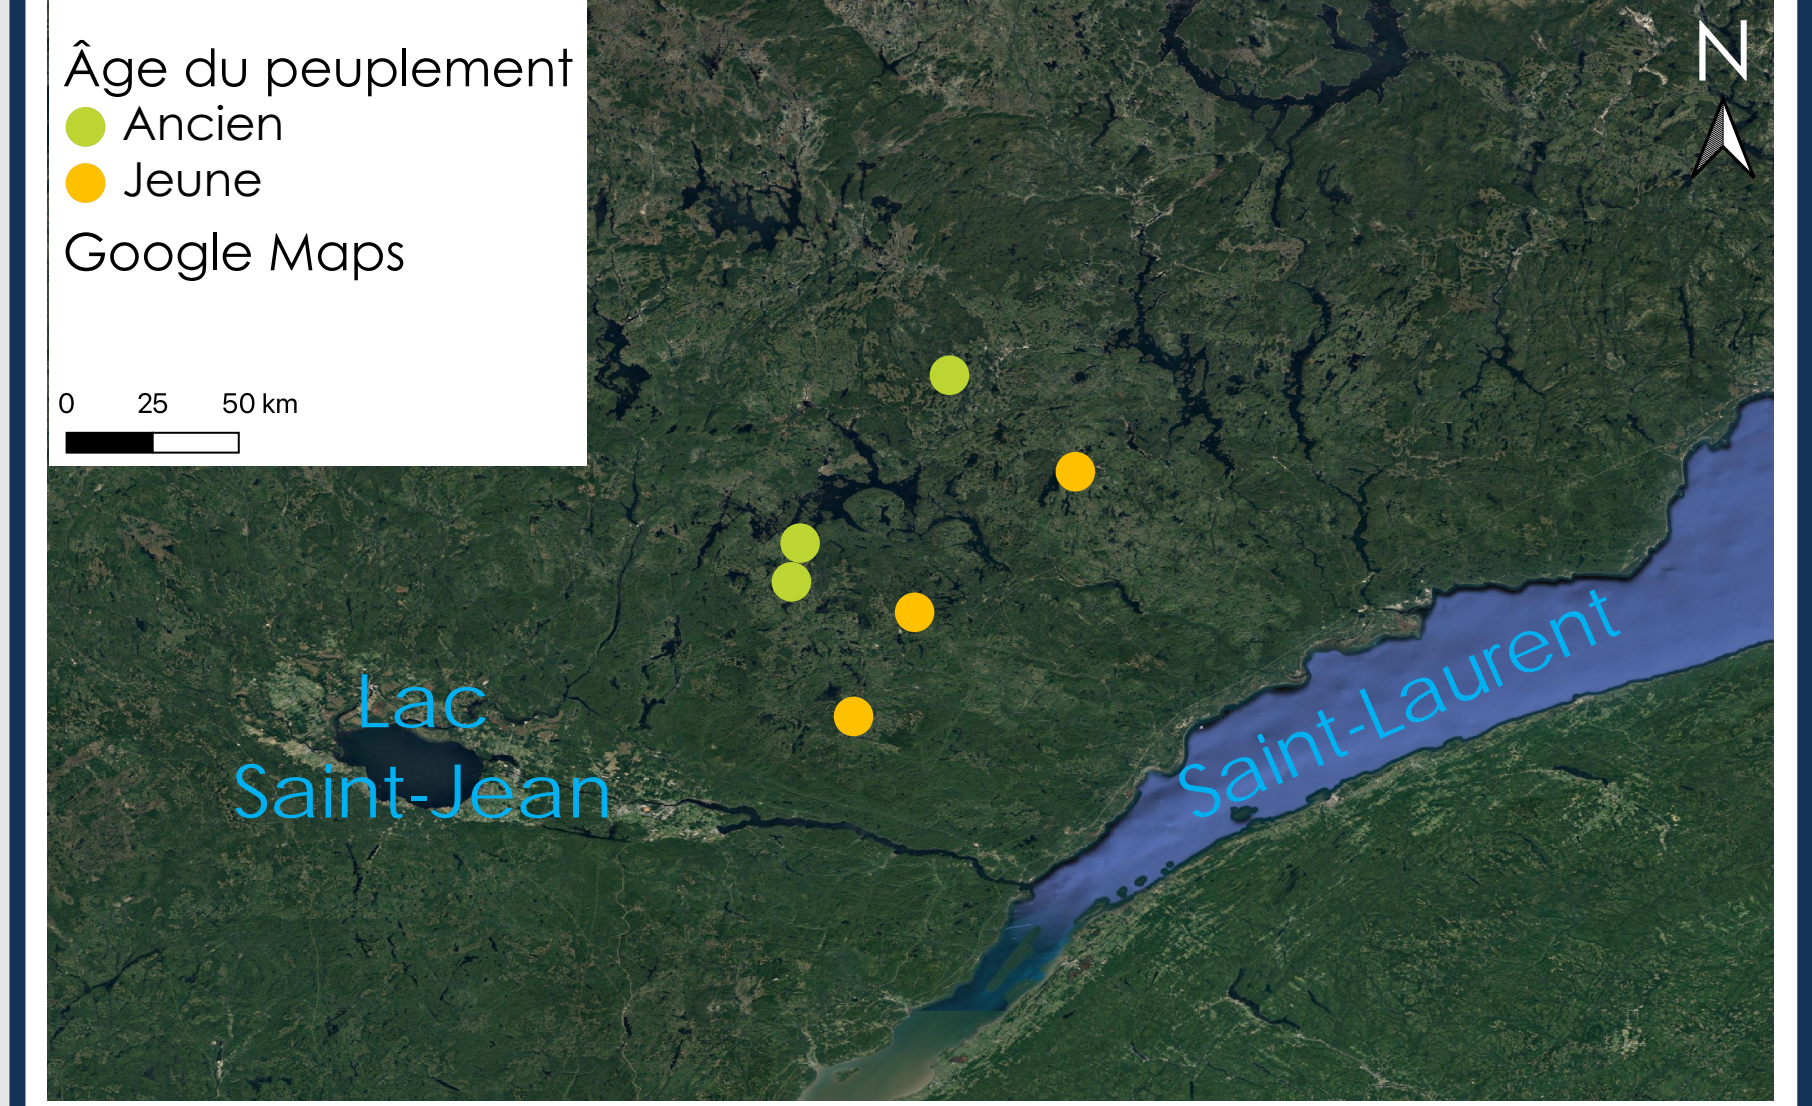 Âge du peuplement
Ancien
Jeune
Google Maps
0 25 50 km
N
Lac
Saint-Jean
Saint-Laurent